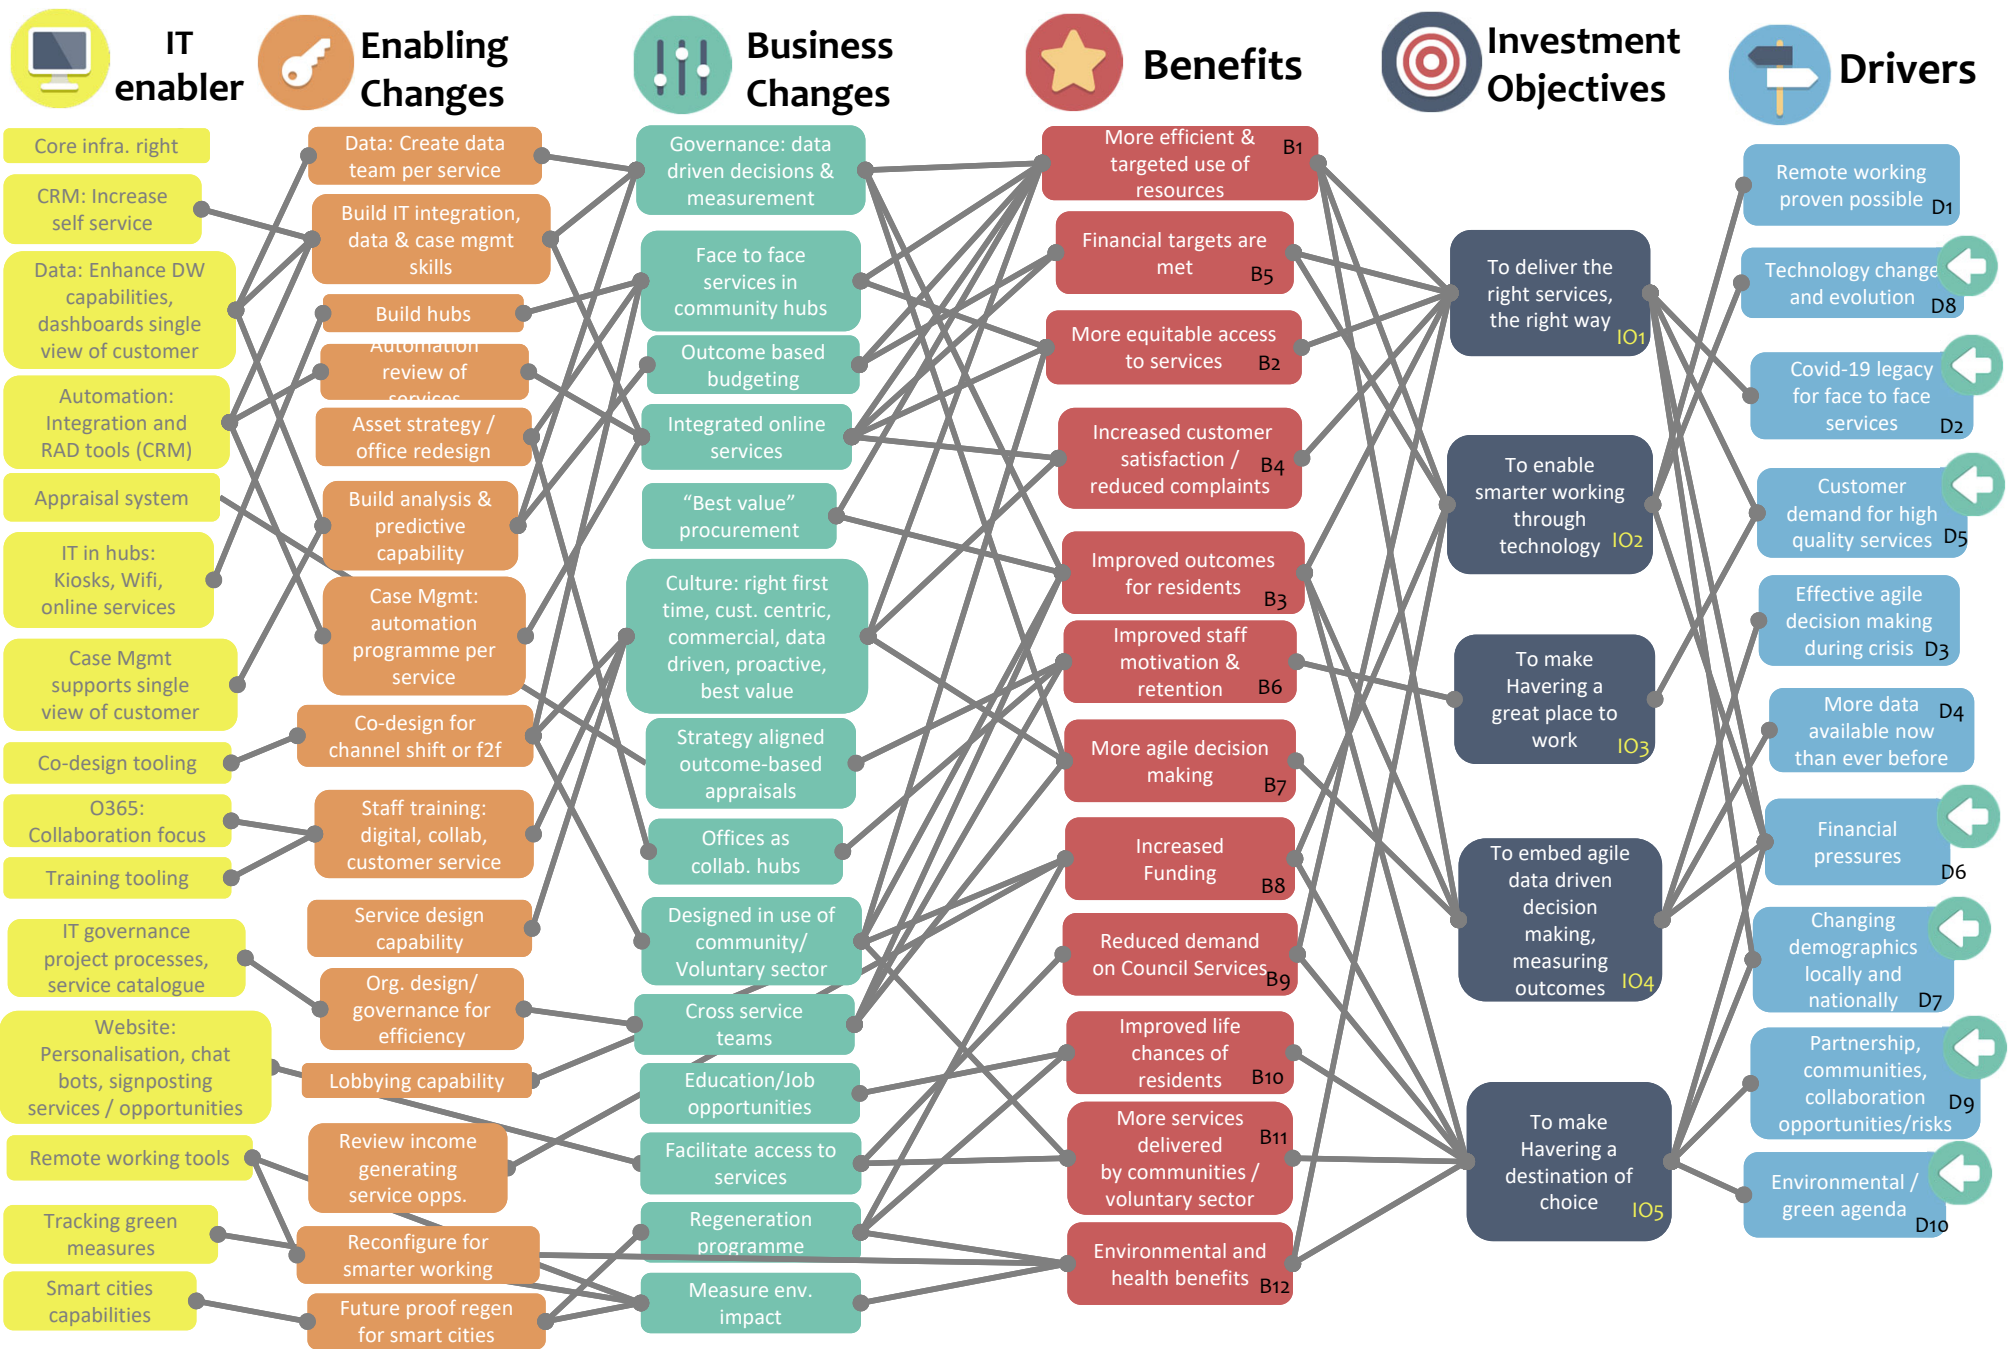 IT
enabler
Enabling
Changes
Business
Changes
Benefits
Investment
Objectives
Drivers
Core infra. right
CRM: Increase
self service
Data: Enhance DW
capabilities,
dashboards single
view of customer
Automation:
Integration and
RAD tools (CRM)
Appraisal system
IT in hubs:
Kiosks, Wifi,
online services
Case Mgmt
supports single
view of customer
Co-design tooling
O365:
Collaboration focus
Training tooling
IT governance
project processes,
service catalogue
Website:
Personalisation, chat
bots, signposting
services / opportunities
Remote working tools
Tracking green
measures
Smart cities
capabilities
Data: Create data
team per service
Build IT integration,
data & case mgmt
skills
Build hubs
Automation
review of
services
Asset strategy /
office redesign
Build analysis &
predictive
capability
Case Mgmt:
automation
programme per
service
Co-design for
channel shift or f2f
Staff training:
digital, collab,
customer service
Service design
capability
Org. design/
governance for
efficiency
Lobbying capability
Review income
generating
service opps.
Reconfigure for
smarter working
Future proof regen
for smart cities
Governance: data
driven decisions &
measurement
Face to face
services in
community hubs
Outcome based
budgeting
Integrated online
services
“Best value”
procurement
Culture: right first
time, cust. centric,
commercial, data
driven, proactive,
best value
Strategy aligned
outcome-based
appraisals
Offices as
collab. hubs
Designed in use of
community/
Voluntary sector
Cross service
teams
Education/Job
opportunities
Facilitate access to
services
Regeneration
programme
Measure env.
impact
More efficient & B1
targeted use of
resources
Financial targets are
met B5
More equitable access
to services B2
Increased customer
satisfaction / B4
reduced complaints
Improved outcomes
for residents B3
Improved staff
motivation &
retention B6
More agile decision
making B7
Increased
Funding B8
Reduced demand
on Council Services B9
Improved life
chances of
residents B10
More services
delivered B11
by communities /
voluntary sector
Environmental and
health benefits B12
To deliver the
right services,
the right way IO1
To enable
smarter working
through
technology IO2
To make
Havering a
great place to
work IO3
To embed agile
data driven
decision
making,
measuring
outcomes IO4
To make
Havering a
destination of
choice IO5
Remote working
proven possible D1
Technology change
and evolution D8
Covid-19 legacy
for face to face
services D2
Customer
demand for high
quality services D5
Effective agile
decision making
during crisis D3
More data D4
available now
than ever before
Financial
pressures
D6
Changing
demographics
locally and
nationally D7
Partnership,
communities,
collaboration D9
opportunities/risks
Environmental /
green agenda D10